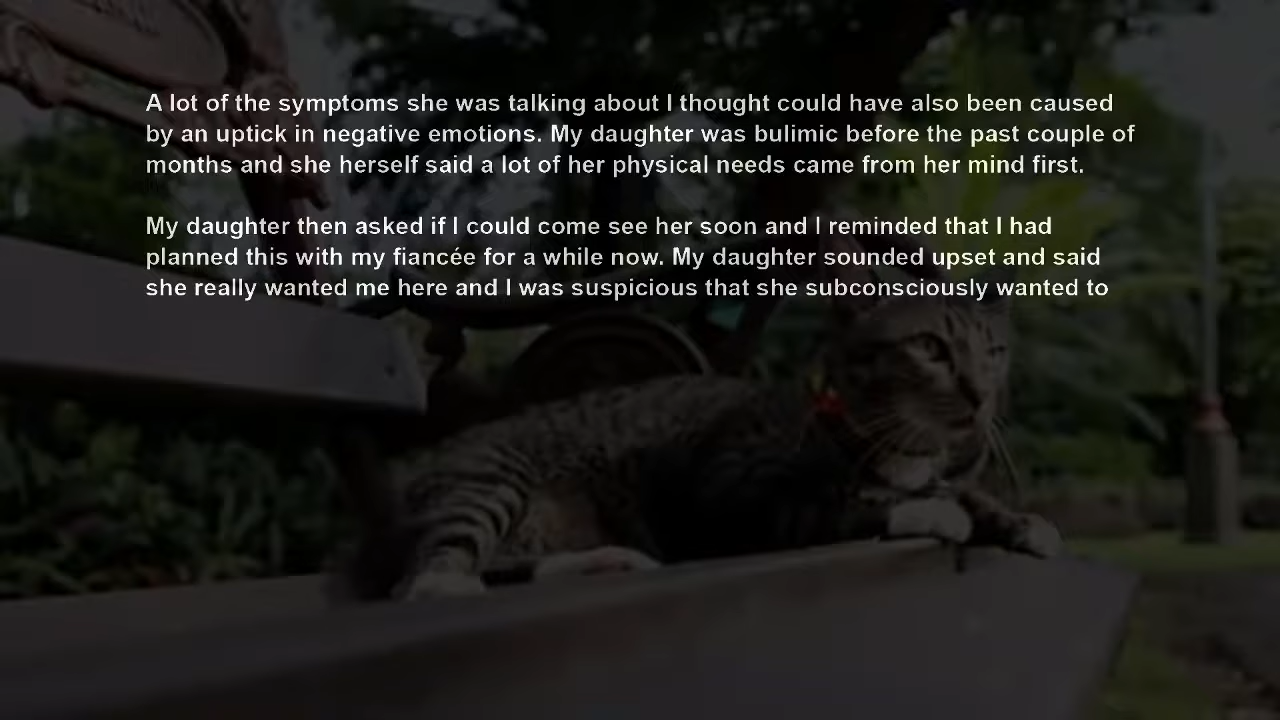 A lot of the symptoms she was talking about I thought could have also been caused
by an uptick in negative emotions. My daughter was bulimic before the past couple of
months and she herself said a lot of her physical needs came from her mind first.
My daughter then asked if I could come see her soon and I reminded that I had
planned this with my fiancée for a while now. My daughter sounded upset and said
she really wanted me here and I was suspicious that she subconsciously wanted to